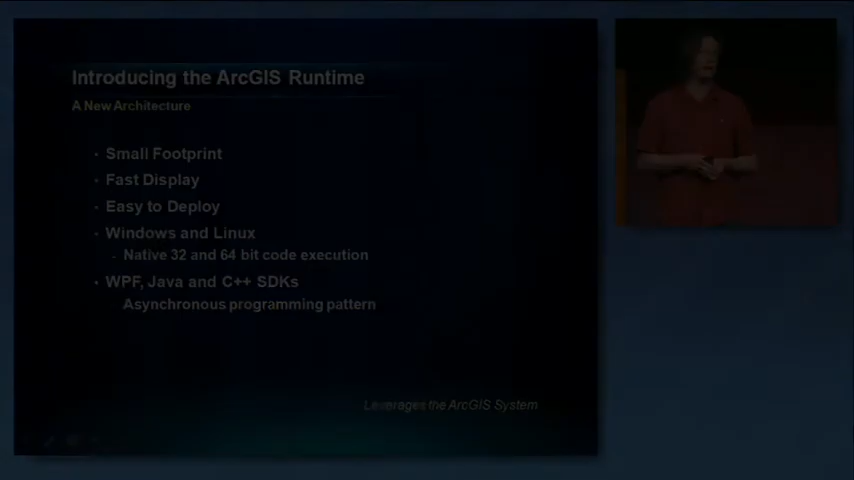 Introducing the ArcGIS Runtime
A New Architecture
Small Footprint
Fast Display
Easy to Deploy
Windows and Linux
Native 32 and 64 bit code execution
WPF, Java and C++ SDKs
Asynchronous programming pattern
Leverages the ArcGIS System